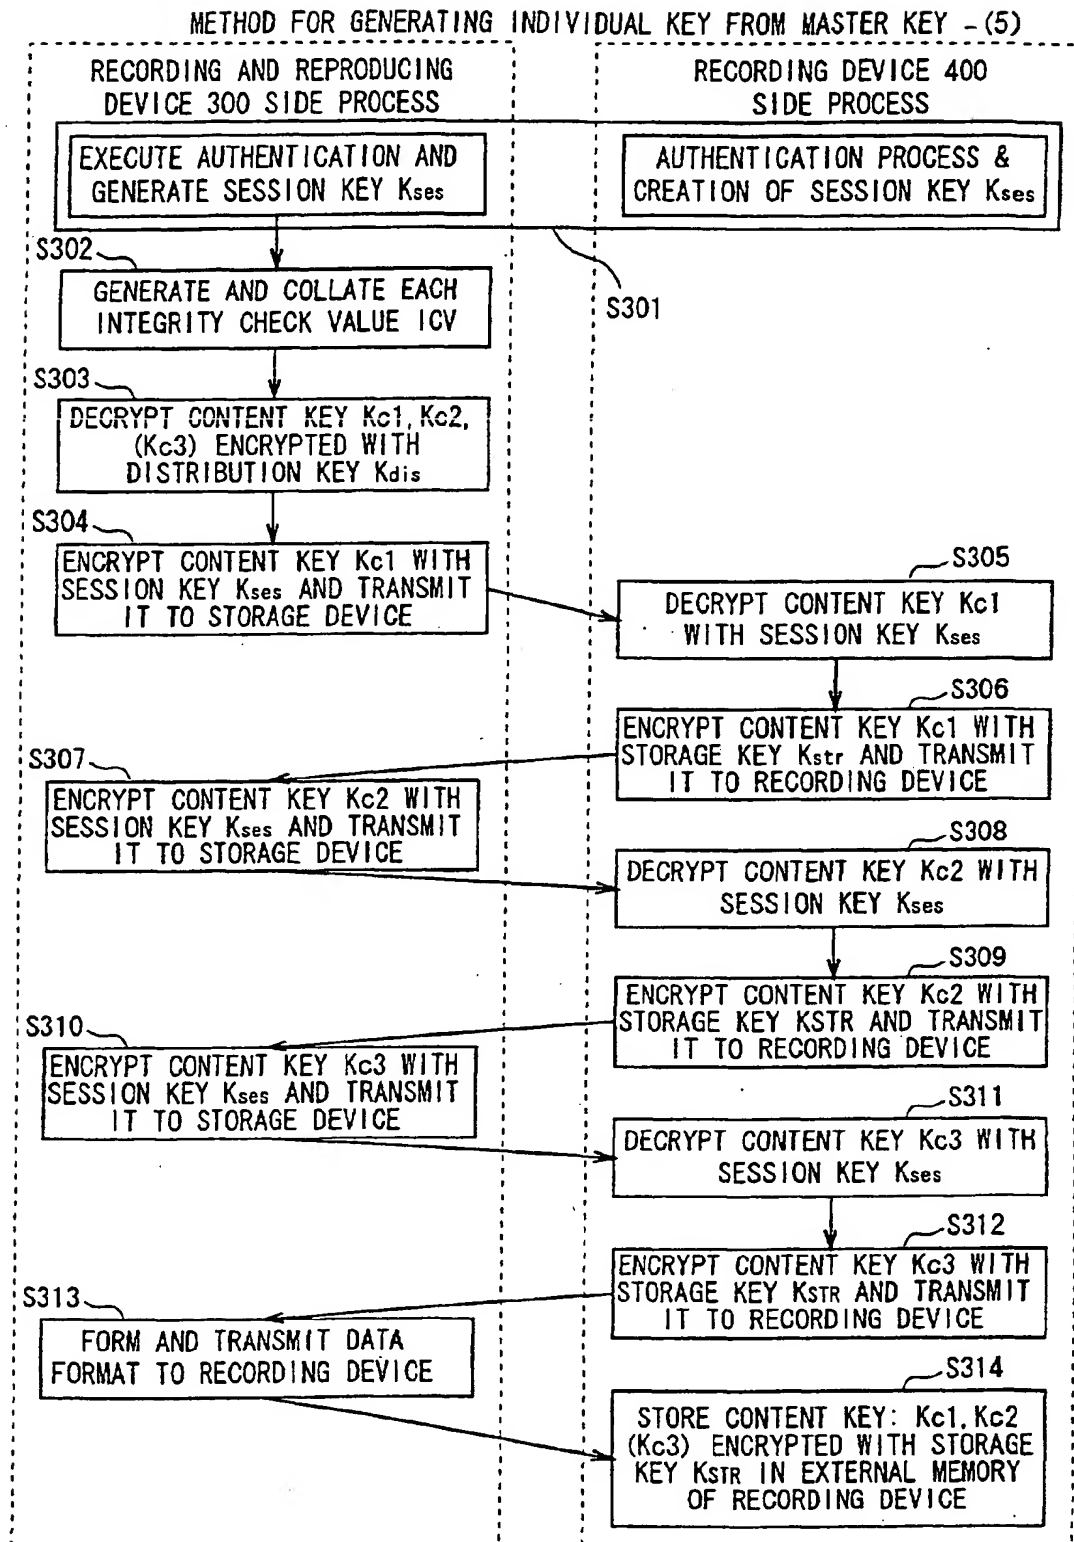 METHOD FOR GENERATING INDIVIDUAL KEY FROM MASTER KEY - (5)
RECORDING AND REPRODUCING
DEVICE 300 SIDE PROCESS
RECORDING DEVICE 400
SIDE PROCESS
EXECUTE AUTHENTICATION AND
GENERATE SESSION KEY Kses
AUTHENTICATION PROCESS &
CREATION OF SESSION KEY Kses
S301
S302
GENERATE AND COLLATE EACH
INTEGRITY CHECK VALUE ICV
S303
DECRYPT CONTENT KEY Kc1, Kc2,
(Kc3) ENCRYPTED WITH
DISTRIBUTION KEY Kdis
S304
ENCRYPT CONTENT KEY Kc1 WITH
SESSION KEY Kses AND TRANSMIT
IT TO STORAGE DEVICE
S305
DECRYPT CONTENT KEY Kc1
WITH SESSION KEY Kses
S306
ENCRYPT CONTENT KEY Kc1 WITH
STORAGE KEY Kstr AND TRANSMIT
IT TO RECORDING DEVICE
S307
ENCRYPT CONTENT KEY Kc2 WITH
SESSION KEY Kses AND TRANSMIT
IT TO STORAGE DEVICE
S308
DECRYPT CONTENT KEY Kc2 WITH
SESSION KEY Kses
S309
ENCRYPT CONTENT KEY Kc2 WITH
STORAGE KEY KSTR AND TRANSMIT
IT TO RECORDING DEVICE
S310
ENCRYPT CONTENT KEY Kc3 WITH
SESSION KEY Kses AND TRANSMIT
IT TO STORAGE DEVICE
S311
DECRYPT CONTENT KEY Kc3 WITH
SESSION KEY Kses
S312
ENCRYPT CONTENT KEY Kc3 WITH
STORAGE KEY KSTR AND TRANSMIT
IT TO RECORDING DEVICE
S313
FORM AND TRANSMIT DATA
FORMAT TO RECORDING DEVICE
S314
STORE CONTENT KEY: Kc1, Kc2
(Kc3) ENCRYPTED WITH STORAGE
KEY KSTR IN EXTERNAL MEMORY
OF RECORDING DEVICE